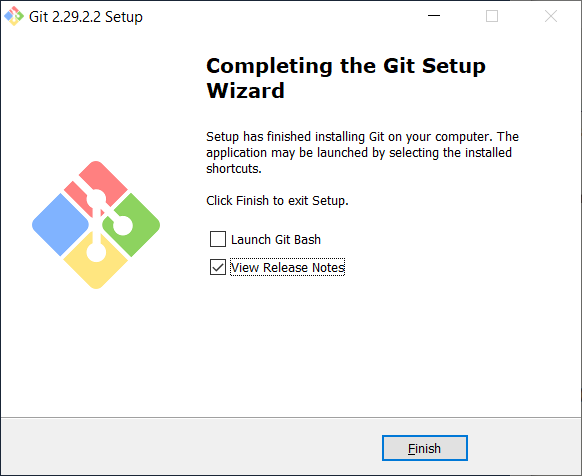 Git 2.29.2.2 Setup
Completing the Git Setup
Wizard
Setup has finished installing Git on your computer. The
application may be launched by selecting the installed
shortcuts.
Click Finish to exit Setup.
Launch Git Bash
View Release Notes
Finish